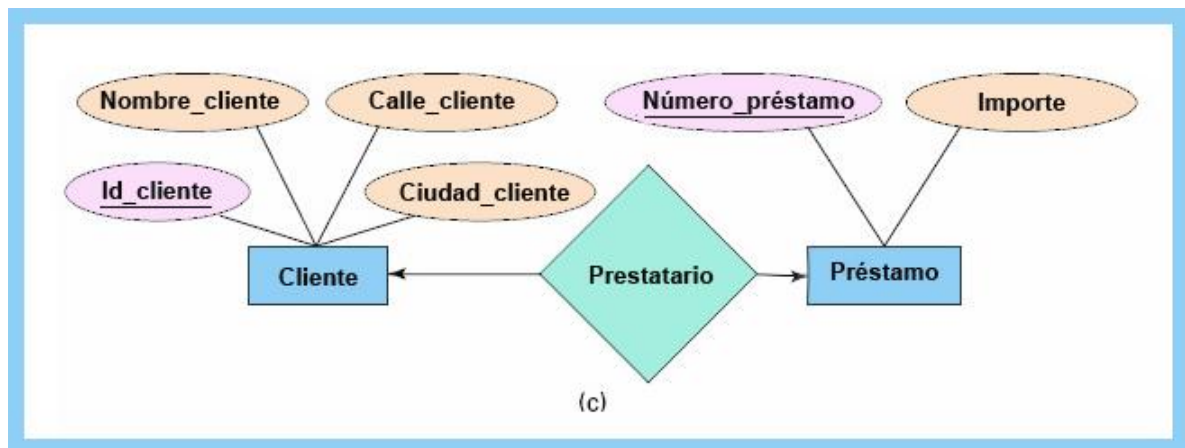 Nombre_cliente
Calle_cliente
Número_préstamo
Importe
Id_cliente
Ciudad_cliente
Cliente
Prestatario
Préstamo
(c)